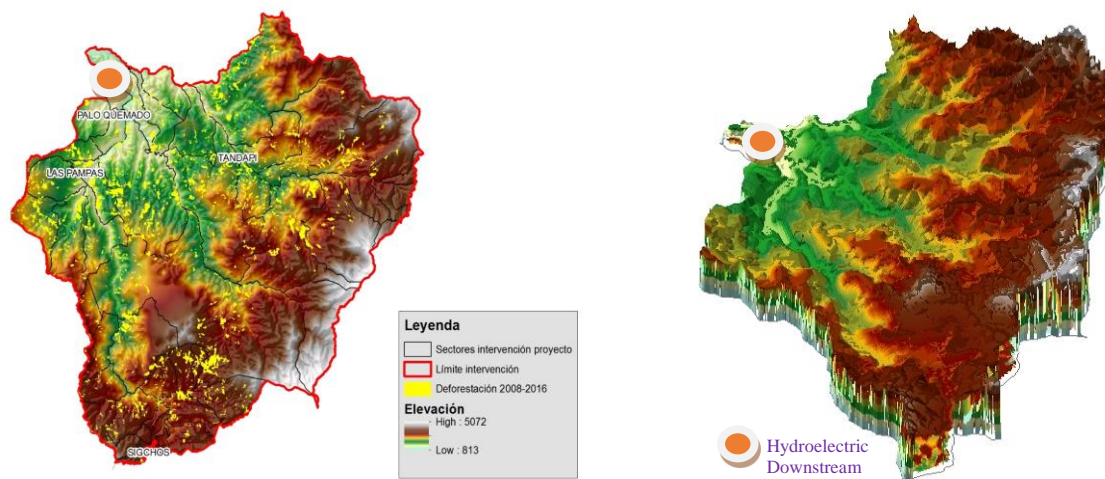 PALO QUEMADO
TANDAPI
LAS PAMPAS
SIGCHOS
Leyenda
Sectores intervención proyecto
Límite intervención
Deforestación 2008-2016
Elevación
High : 5072
Low : 813
Hydroelectric
Downstream